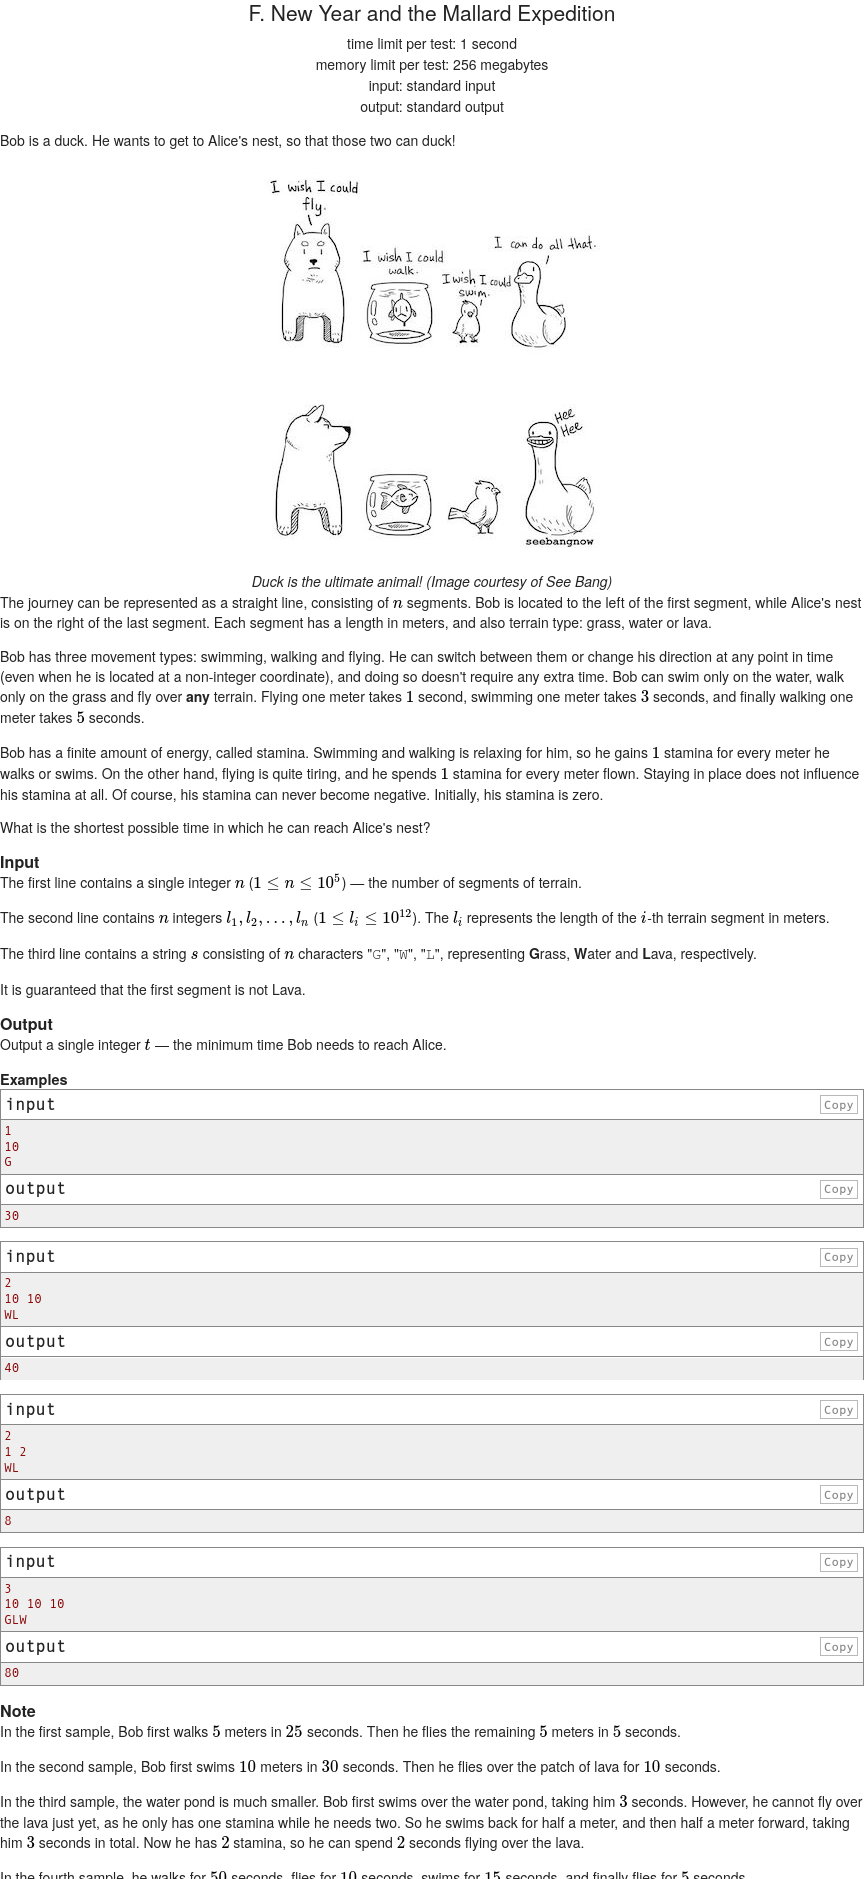 F. New Year and the Mallard Expedition
time limit per test: 1 second
memory limit per test: 256 megabytes
input: standard input
output: standard output
Bob is a duck. He wants to get to Alice's nest, so that those two can duck!
I wish I could
fly.
I wish I could
walk.
I wish I could
swim.
I can do all that.
Hee
Hee
seebangnow
Duck is the ultimate animal! (Image courtesy of See Bang)
The journey can be represented as a straight line, consisting of n segments. Bob is located to the left of the first segment, while Alice's nest
is on the right of the last segment. Each segment has a length in meters, and also terrain type: grass, water or lava.
Bob has three movement types: swimming, walking and flying. He can switch between them or change his direction at any point in time
(even when he is located at a non-integer coordinate), and doing so doesn't require any extra time. Bob can swim only on the water, walk
only on the grass and fly over any terrain. Flying one meter takes 1 second, swimming one meter takes 3 seconds, and finally walking one
meter takes 5 seconds.
Bob has a finite amount of energy, called stamina. Swimming and walking is relaxing for him, so he gains 1 stamina for every meter he
walks or swims. On the other hand, flying is quite tiring, and he spends 1 stamina for every meter flown. Staying in place does not influence
his stamina at all. Of course, his stamina can never become negative. Initially, his stamina is zero.
What is the shortest possible time in which he can reach Alice's nest?
Input
The first line contains a single integer n (1 ≤ n ≤ 10^5) — the number of segments of terrain.
The second line contains n integers l_1, l_2, . . . , l_n (1 ≤ l_i ≤ 10^12). The l_i represents the length of the i-th terrain segment in meters.
The third line contains a string s consisting of n characters "G", "W", "L", representing Grass, Water and Lava, respectively.
It is guaranteed that the first segment is not Lava.
Output
Output a single integer t — the minimum time Bob needs to reach Alice.
Examples
input Copy
1
10
G
output Copy
30
input Copy
2
10 10
WL
output Copy
40
input Copy
2
1 2
WL
output Copy
8
input Copy
3
10 10 10
GLW
output Copy
80
Note
In the first sample, Bob first walks 5 meters in 25 seconds. Then he flies the remaining 5 meters in 5 seconds.
In the second sample, Bob first swims 10 meters in 30 seconds. Then he flies over the patch of lava for 10 seconds.
In the third sample, the water pond is much smaller. Bob first swims over the water pond, taking him 3 seconds. However, he cannot fly over
the lava just yet, as he only has one stamina while he needs two. So he swims back for half a meter, and then half a meter forward, taking
him 3 seconds in total. Now he has 2 stamina, so he can spend 2 seconds flying over the lava.
In the fourth sample, he walks for 50 seconds, flies for 10 seconds, swims for 15 seconds, and finally flies for 5 seconds.